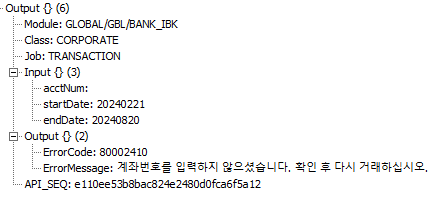 Output {} (6)
Module: GLOBAL/GBL/BANK_IBK
Class: CORPORATE
Job: TRANSACTION
Input {} (3)
acctNum:
startDate: 20240221
endDate: 20240820
Output {} (2)
ErrorCode: 80002410
ErrorMessage: 계좌번호를 입력하지 않으셨습니다. 확인 후 다시 거래하십시오.
API_SEQ: e110ee53b8bac824e2480d0fca6f5a12